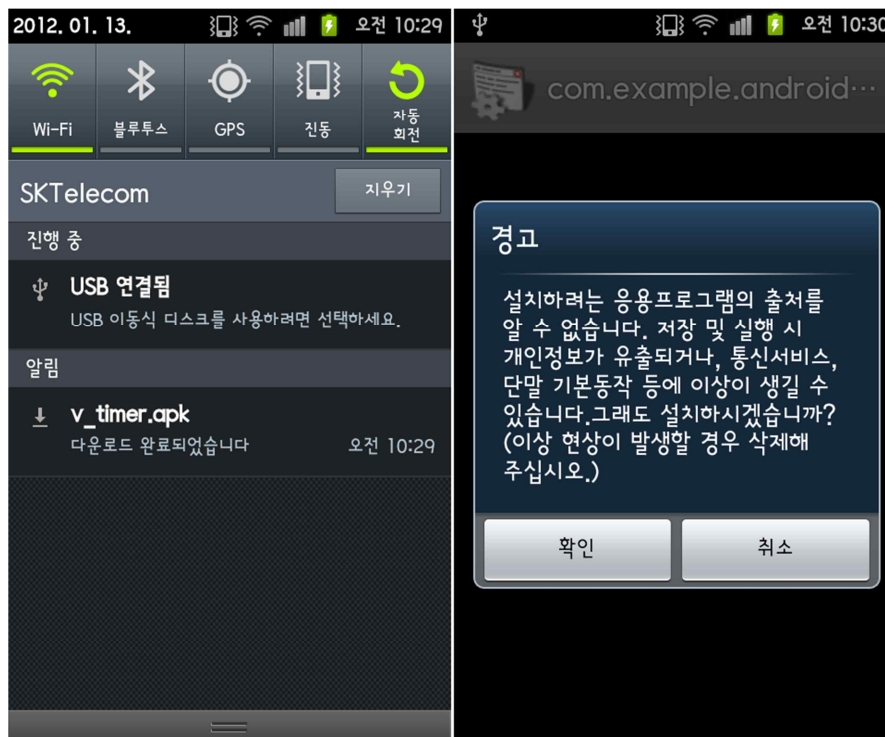 2012. 01. 13.
오전 10:29
Wi-Fi
블루투스
GPS
진동
자동
회전
SKTelecom
지우기
진행 중
USB 연결됨
USB 이동식 디스크를 사용하려면 선택하세요.
알림
v_timer.apk
다운로드 완료되었습니다
오전 10:29
오전 10:30
com.example.android…
경고
설치하려는 응용프로그램의 출처를
알 수 없습니다. 저장 및 실행 시
개인정보가 유출되거나, 통신서비스,
단말 기본동작 등에 이상이 생길 수
있습니다.그래도 설치하시겠습니까?
(이상 현상이 발생할 경우 삭제해
주십시오.)
확인
취소